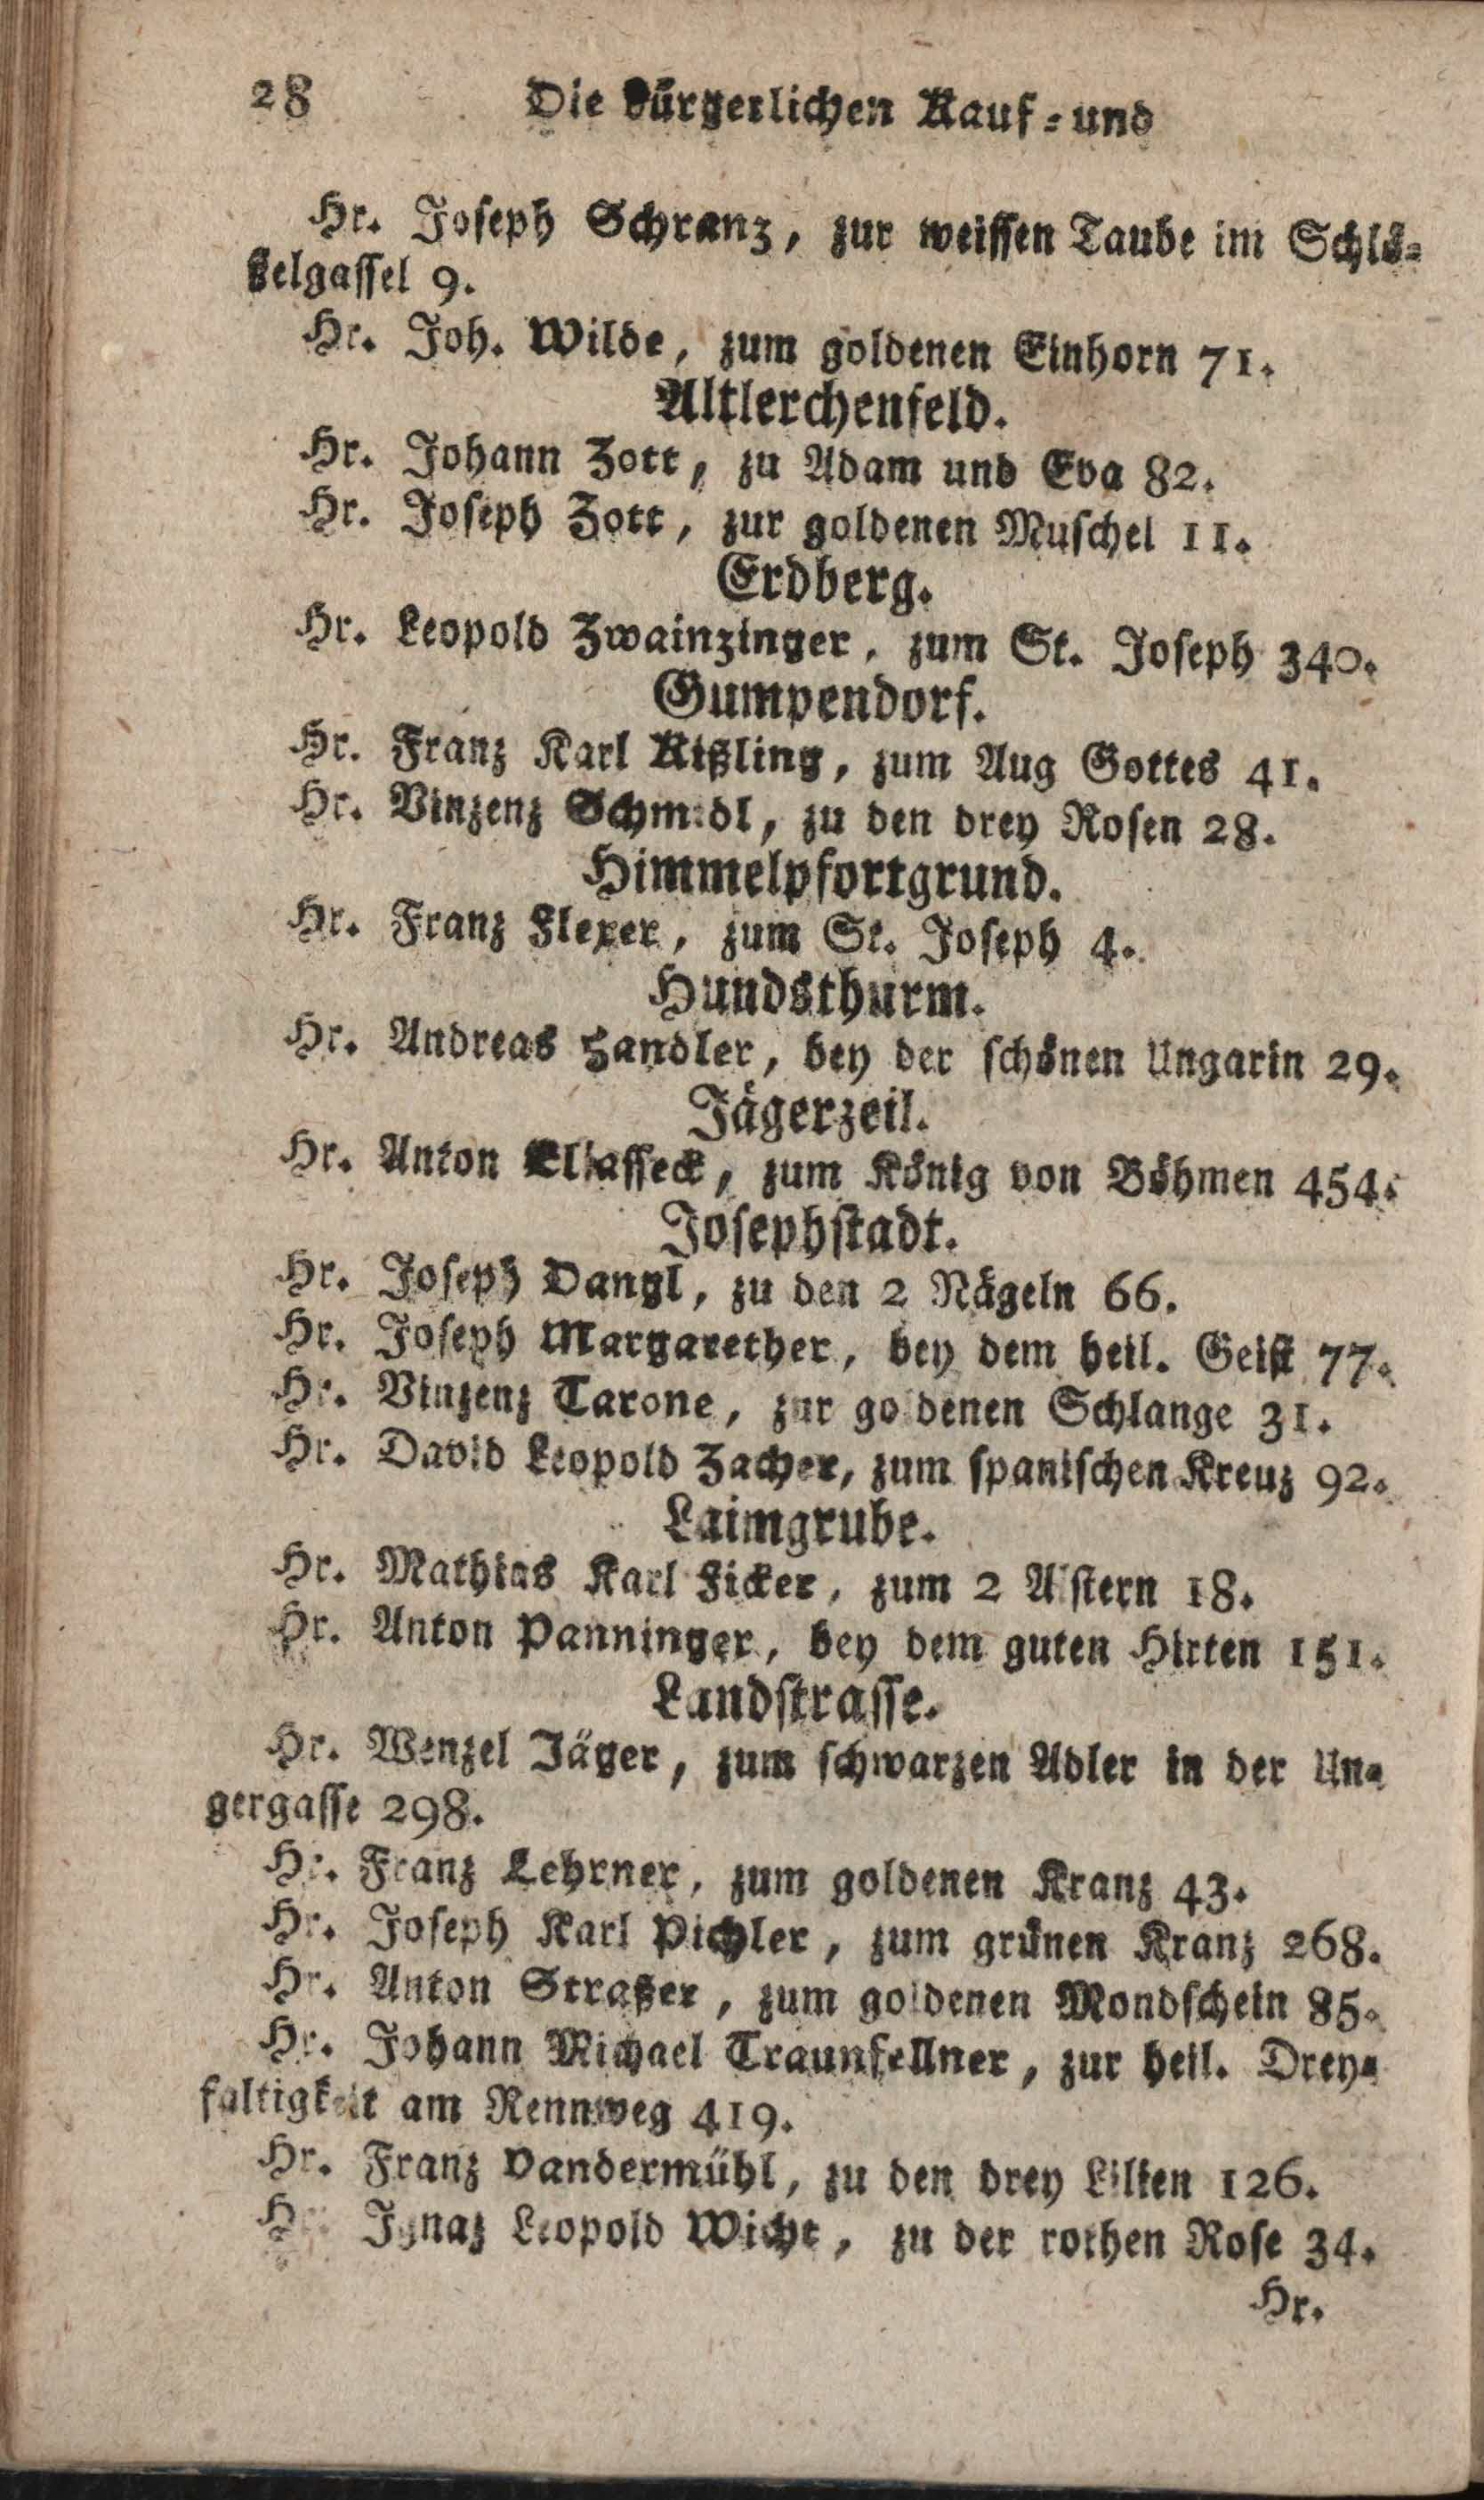 28 Die bürgerlichen Kauf- und
Hr. Joseph Schranz, zur weissen Taube im Schlö-
ßelgassel 9.
Hr. Joh. Wilde, zum goldenen Einhorn 71.
Altlerchenfeld.
Hr. Johann Zott, zu Adam und Eva 82.
Hr. Joseph Zott, zur goldenen Muschel 11.
Erdberg.
Hr. Leopold Zwainzinger, zum St. Joseph 340.
Gumpendorf.
Hr. Franz Karl Kißling, zum Aug Gottes 41.
Hr. Vinzenz Schmidl, zu den drey Rosen 28.
Himmelpfortgrund.
Hr. Franz Flexer, zum St. Joseph 4.
Hundsthurm.
Hr. Andreas Handler, bey der schönen Ungarin 29.
Jägerzeil.
Hr. Anton Eliasseck, zum König von Böhmen 454.
Josephstadt.
Hr. Joseph Dangl, zu den 2 Nägeln 66.
Hr. Joseph Margarether, bey dem heil. Geist 77.
Hr. Vinzenz Tarone, zur goldenen Schlange 31.
Hr. David Leopold Zacher, zum spanischen Kreuz 92.
Laimgrube.
Hr. Mathias Karl Ficker, zum 2 Alstern 18.
Hr. Anton Panninger, bey dem guten Hirten 151.
Landstrasse.
Hr. Wenzel Jäger, zum schwarzen Adler in der Un-
gergasse 298.
Hr. Franz Lehrner, zum goldenen Kranz 43.
Hr. Joseph Karl Pichler, zum grünen Kranz 268.
Hr. Anton Straßer, zum goldenen Mondschein 85.
Hr. Johann Michael Traunfellner, zur heil. Drey-
faltigkeit am Rennweg 419.
Hr. Franz Vandermühl, zu den drey Lilien 126.
Hr. Ignaz Leopold Wicht, zu der rothen Rose 34.
Hr.